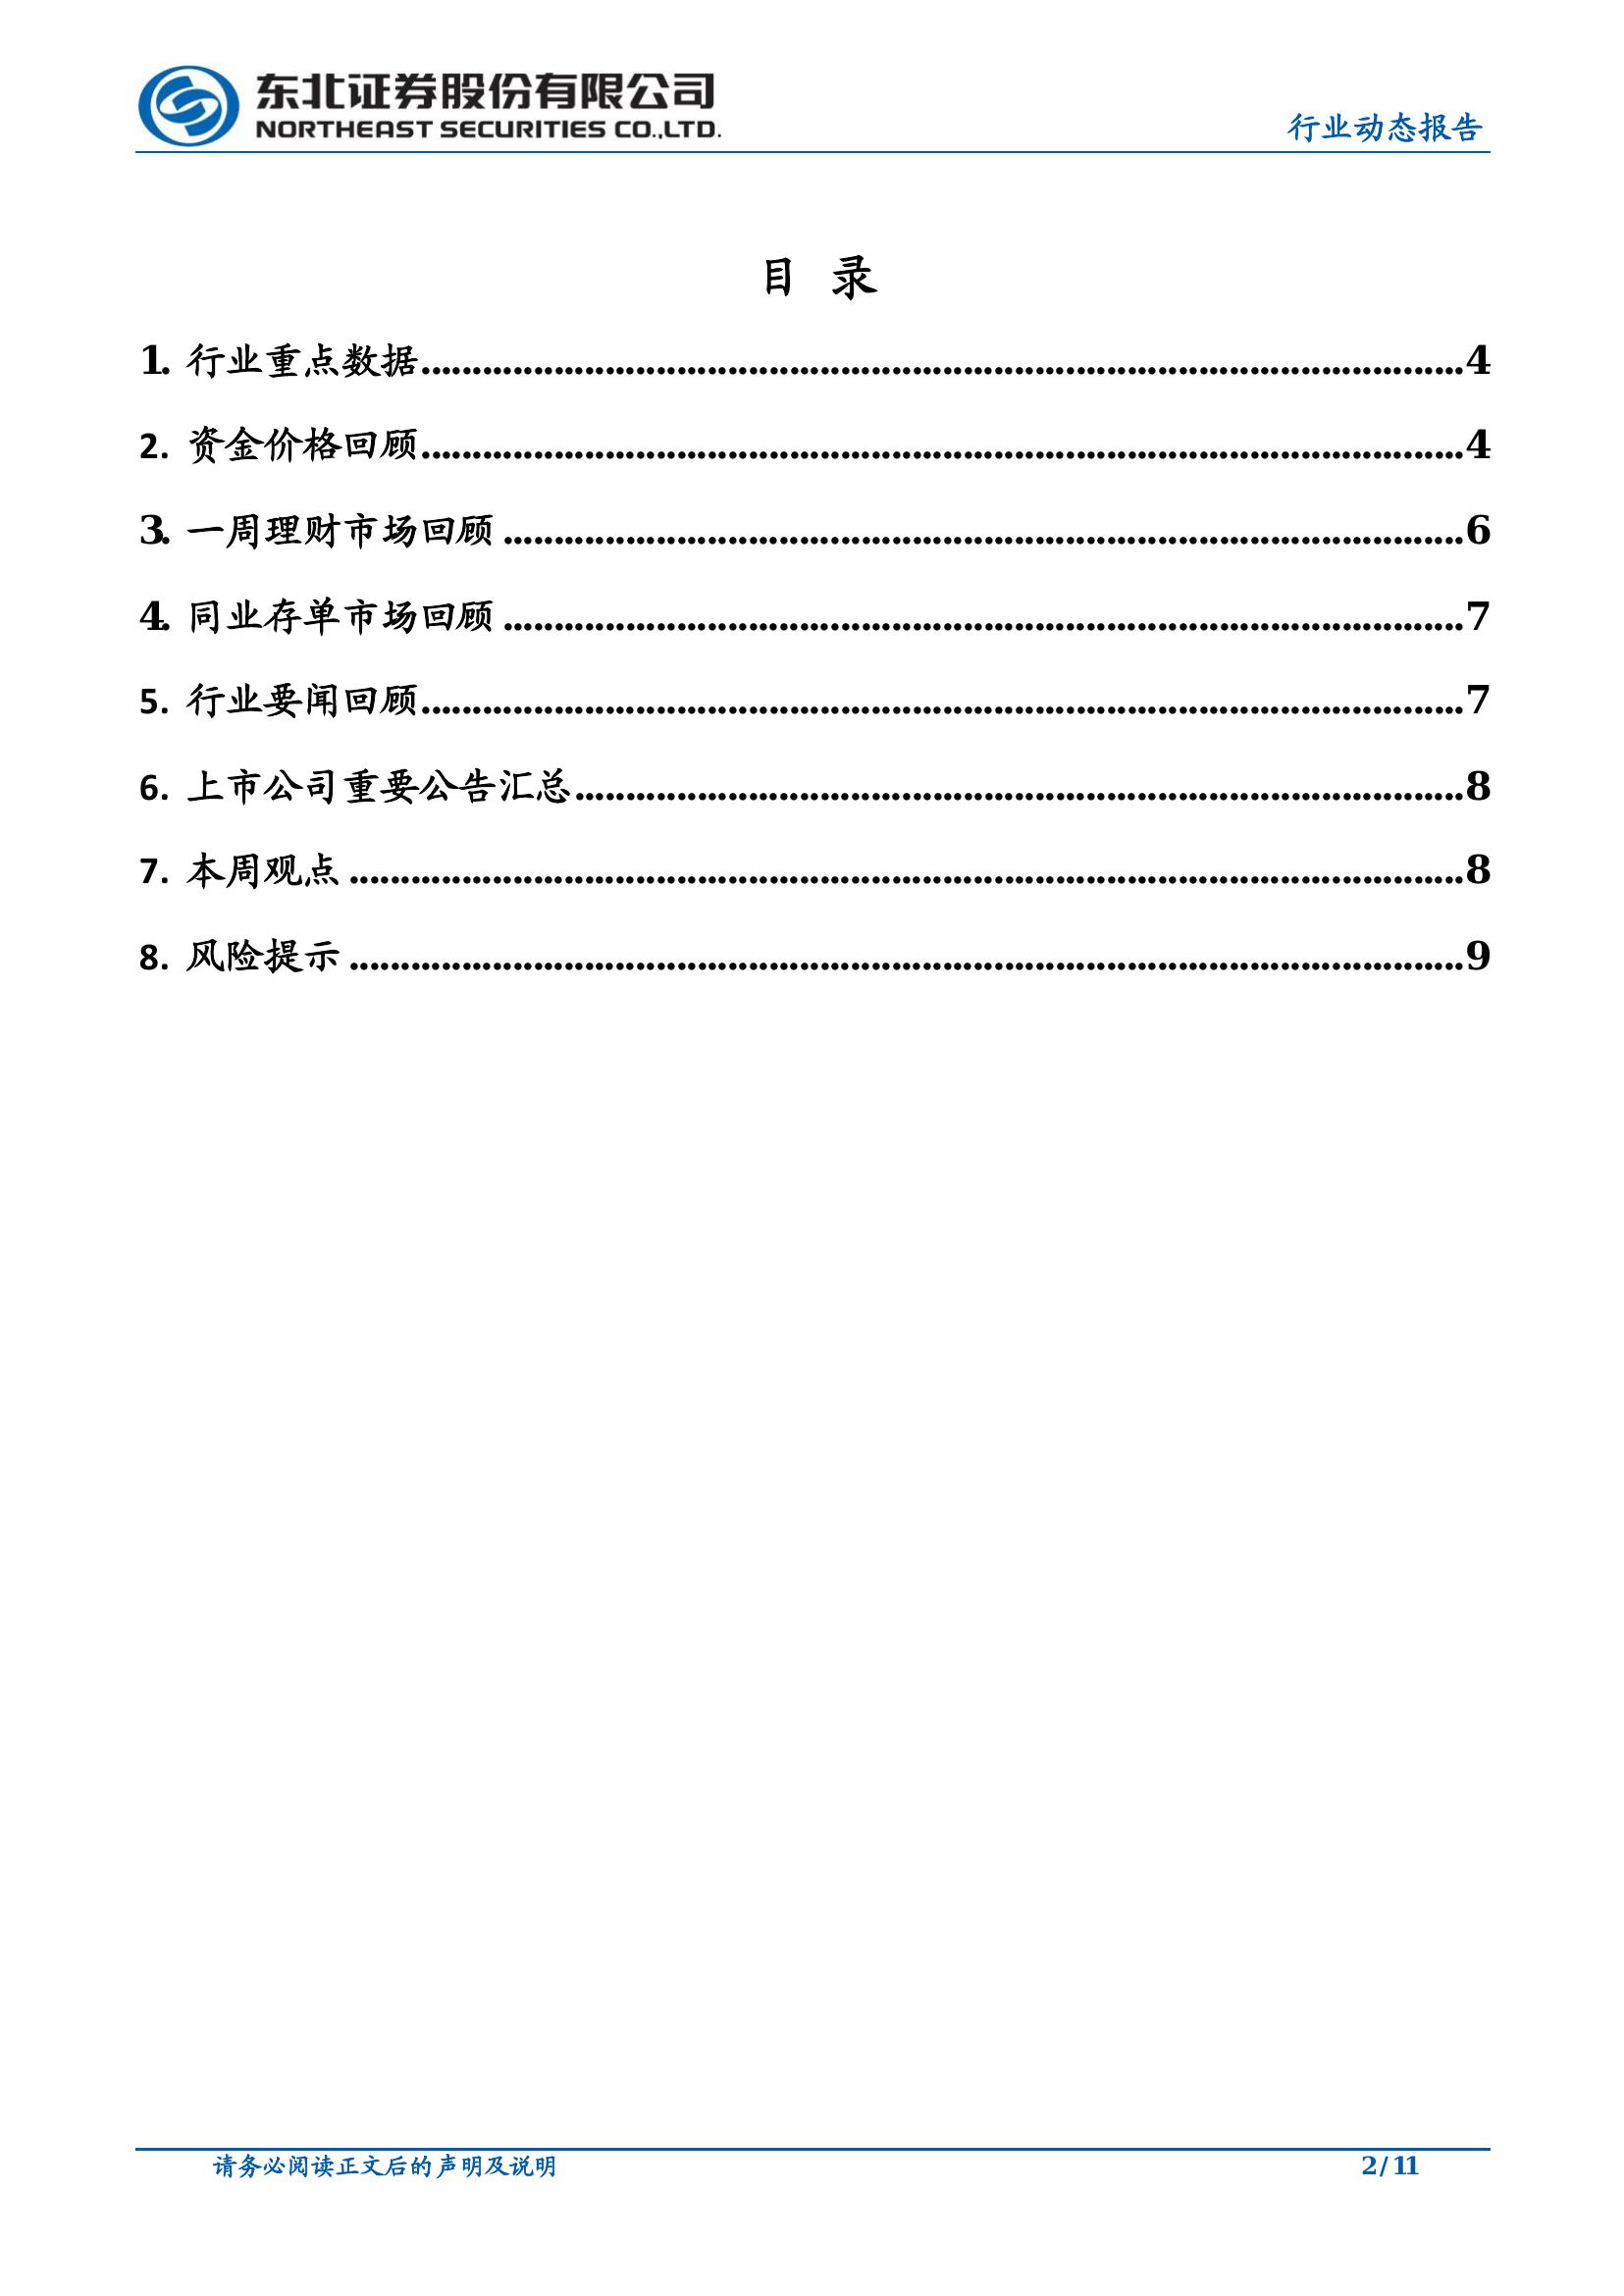 东北证券股份有限公司
NORTHEAST SECURITIES CO.,LTD.
行业动态报告
目 录
1. 行业重点数据........................................................................................................4
2. 资金价格回顾........................................................................................................4
3. 一周理财市场回顾 ................................................................................................6
4. 同业存单市场回顾 ................................................................................................7
5. 行业要闻回顾........................................................................................................7
6. 上市公司重要公告汇总.........................................................................................8
7. 本周观点 ...............................................................................................................8
8. 风险提示 ...............................................................................................................9
请务必阅读正文后的声明及说明
2 / 11